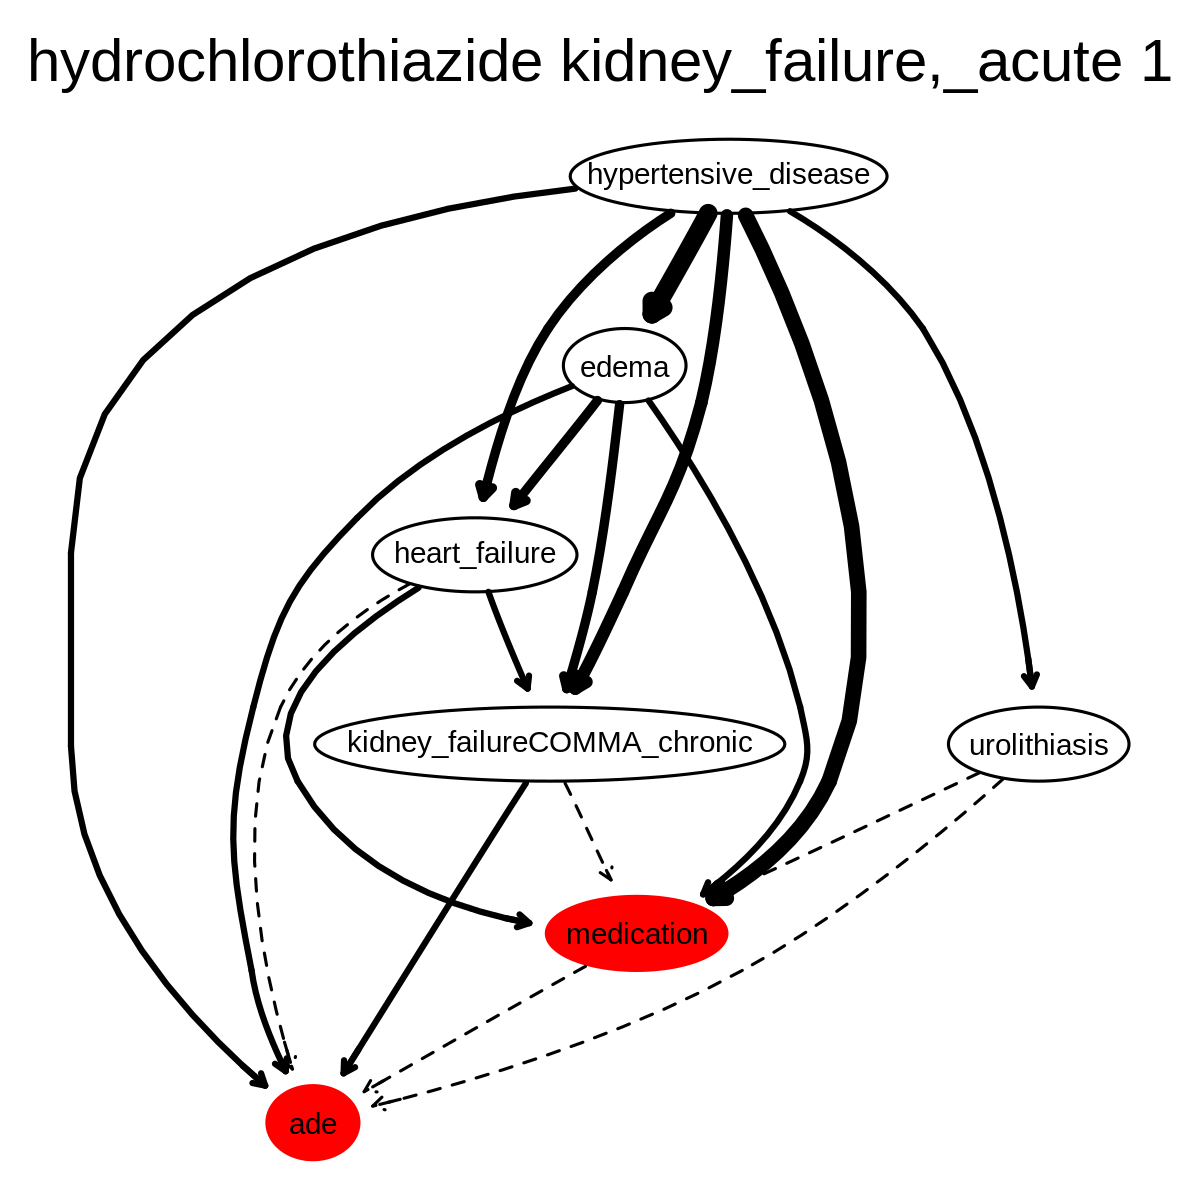 hydrochlorothiazide kidney_failure,_acute 1
hypertensive_disease
edema
heart_failure
kidney_failureCOMMA_chronic
urolithiasis
medication
ade